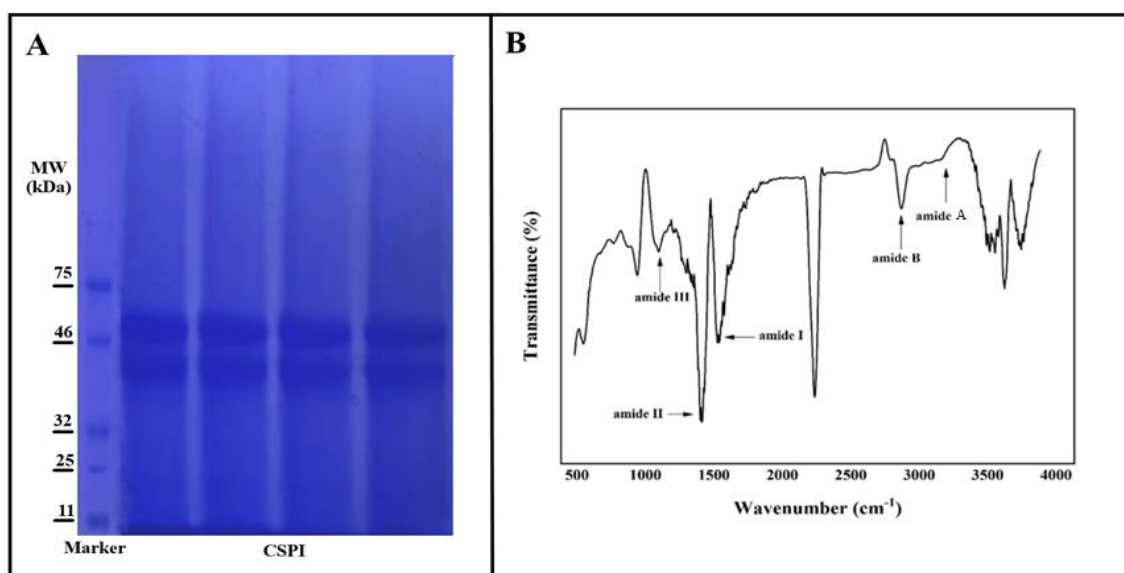 A
MW
(kDa)
75
46
32
25
11
Marker
CSPI
B
Transmittance (%)
amide A
amide B
amide III
amide I
amide II
500 1000 1500 2000 2500 3000 3500 4000
Wavenumber (cm⁻¹)